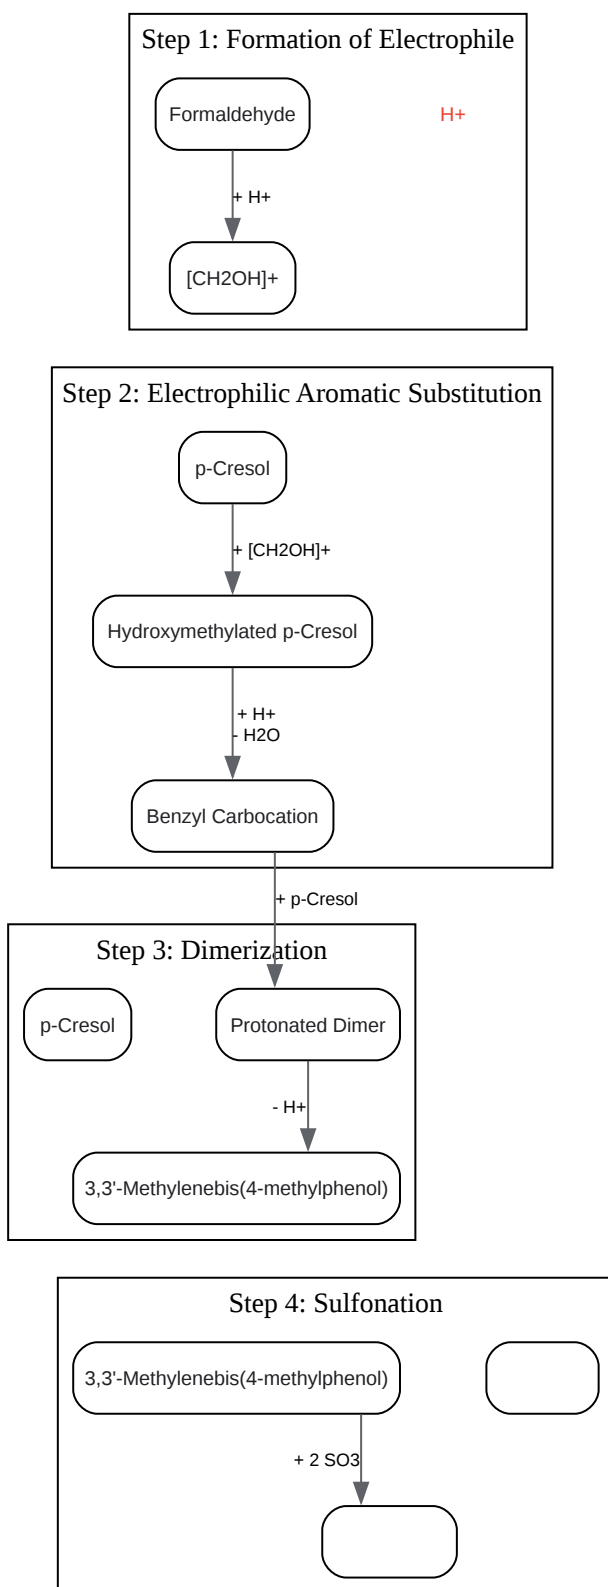 Step 1: Formation of Electrophile
Formaldehyde
H+
+ H+
[CH2OH]+
Step 2: Electrophilic Aromatic Substitution
p-Cresol
+ [CH2OH]+
Hydroxymethylated p-Cresol
+ H+
- H2O
Benzyl Carbocation
+ p-Cresol
Step 3: Dimerization
p-Cresol
Protonated Dimer
- H+
3,3'-Methylenebis(4-methylphenol)
Step 4: Sulfonation
3,3'-Methylenebis(4-methylphenol)
+ 2 SO3